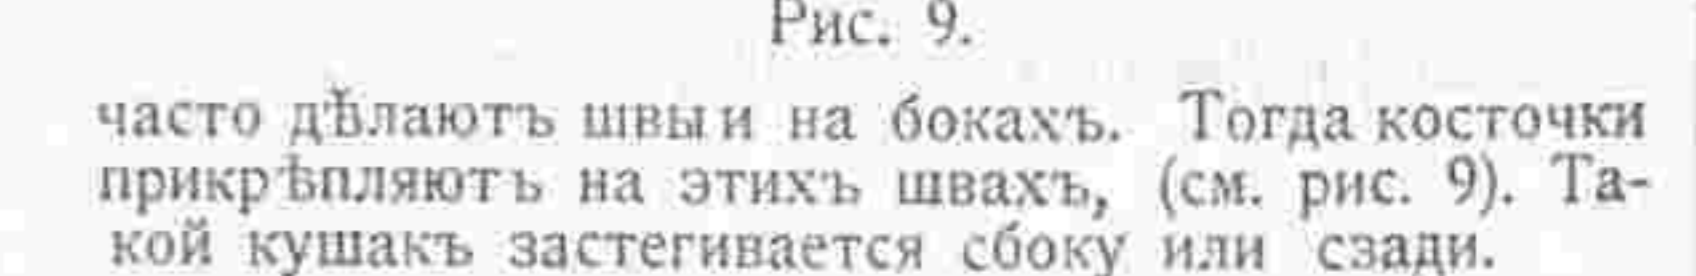 Рис. 9.
часто дѣлаютъ швы и на бокахъ. Тогда косточки
прикрѣпляютъ на этихъ швахъ, (см. рис. 9). Та-
кой кушакъ застегивается сбоку или сзади.